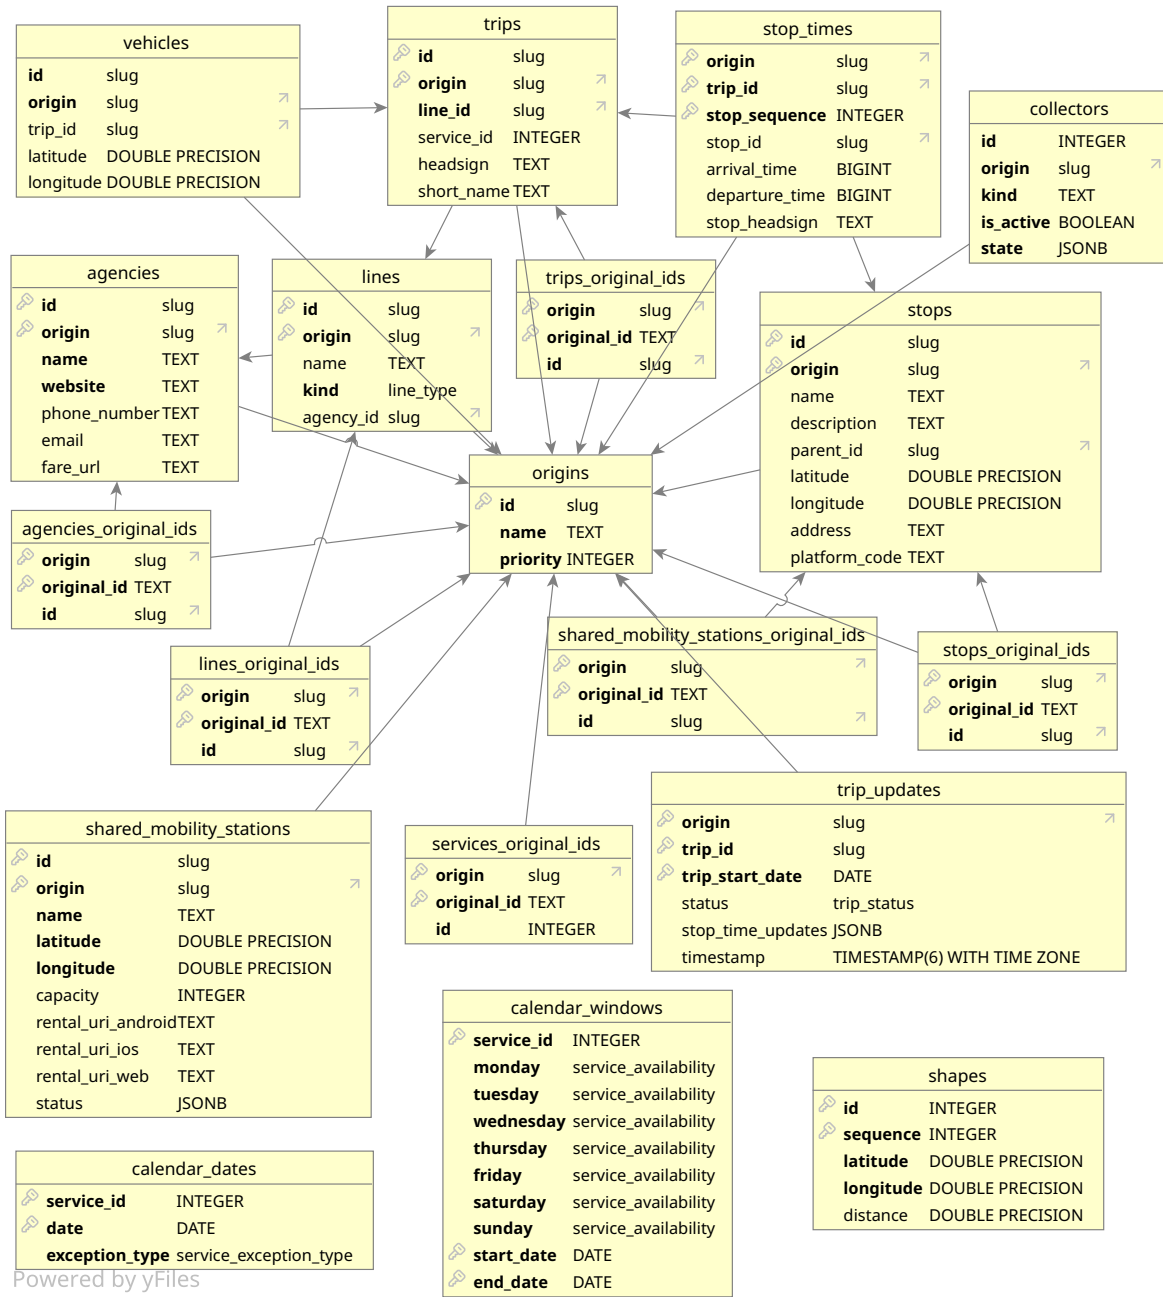 vehicles
id slug
origin slug
trip_id slug
latitude DOUBLE PRECISION
longitude DOUBLE PRECISION
trips
id slug
origin slug
line_id slug
service_id INTEGER
headsign TEXT
short_name TEXT
stop_times
origin slug
trip_id slug
stop_sequence INTEGER
stop_id slug
arrival_time BIGINT
departure_time BIGINT
stop_headsign TEXT
collectors
id INTEGER
origin slug
kind TEXT
is_active BOOLEAN
state JSONB
agencies
id slug
origin slug
name TEXT
website TEXT
phone_number TEXT
email TEXT
fare_url TEXT
lines
id slug
origin slug
name TEXT
kind line_type
agency_id slug
trips_original_ids
origin slug
original_id TEXT
id slug
stops
id slug
origin slug
name TEXT
description TEXT
parent_id slug
latitude DOUBLE PRECISION
longitude DOUBLE PRECISION
address TEXT
platform_code TEXT
origins
id slug
name TEXT
priority INTEGER
agencies_original_ids
origin slug
original_id TEXT
id slug
lines_original_ids
origin slug
original_id TEXT
id slug
shared_mobility_stations_original_ids
origin slug
original_id TEXT
id slug
stops_original_ids
origin slug
original_id TEXT
id slug
shared_mobility_stations
id slug
origin slug
name TEXT
latitude DOUBLE PRECISION
longitude DOUBLE PRECISION
capacity INTEGER
rental_uri_android TEXT
rental_uri_ios TEXT
rental_uri_web TEXT
status JSONB
services_original_ids
origin slug
original_id TEXT
id INTEGER
trip_updates
origin slug
trip_id slug
trip_start_date DATE
status trip_status
stop_time_updates JSONB
timestamp TIMESTAMP(6) WITH TIME ZONE
calendar_windows
service_id INTEGER
monday service_availability
tuesday service_availability
wednesday service_availability
thursday service_availability
friday service_availability
saturday service_availability
sunday service_availability
start_date DATE
end_date DATE
shapes
id INTEGER
sequence INTEGER
latitude DOUBLE PRECISION
longitude DOUBLE PRECISION
distance DOUBLE PRECISION
calendar_dates
service_id INTEGER
date DATE
exception_type service_exception_type
Powered by yFiles